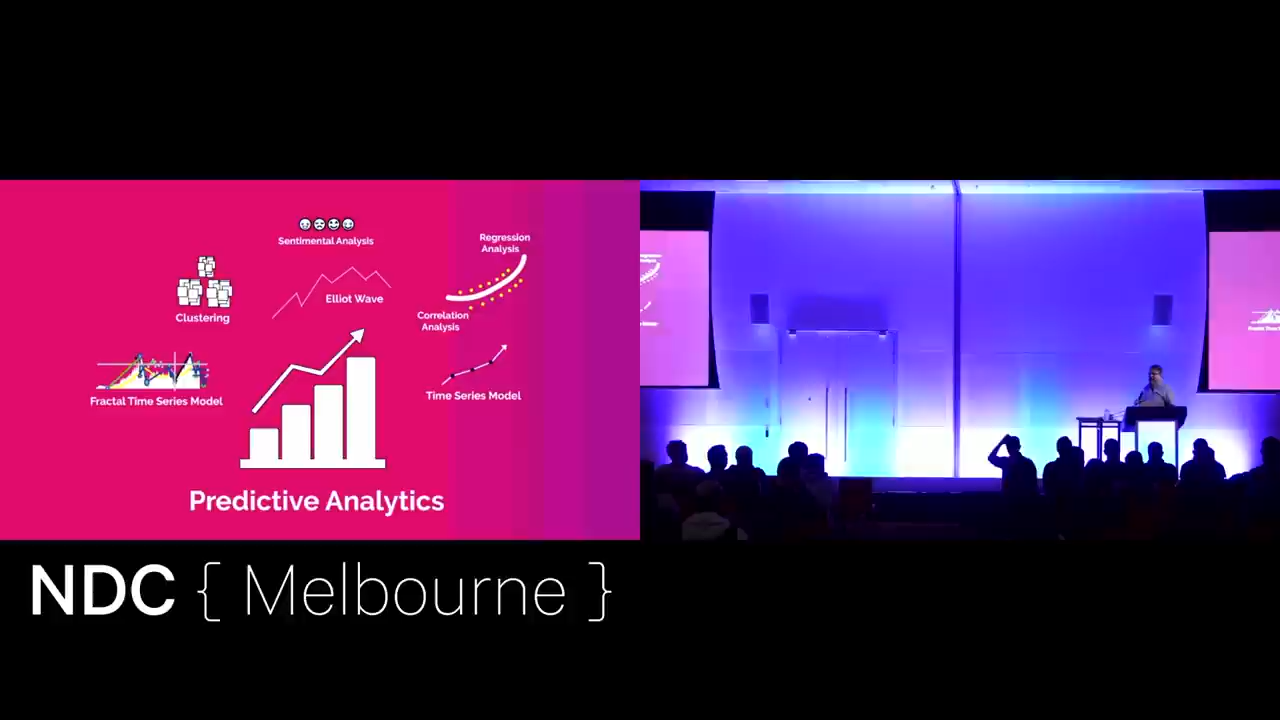 Sentimental Analysis
Regression
Analysis
Elliot Wave
Clustering
Correlation
Analysis
Fractal Time Series Model
Time Series Model
Predictive Analytics
NDC { Melbourne }